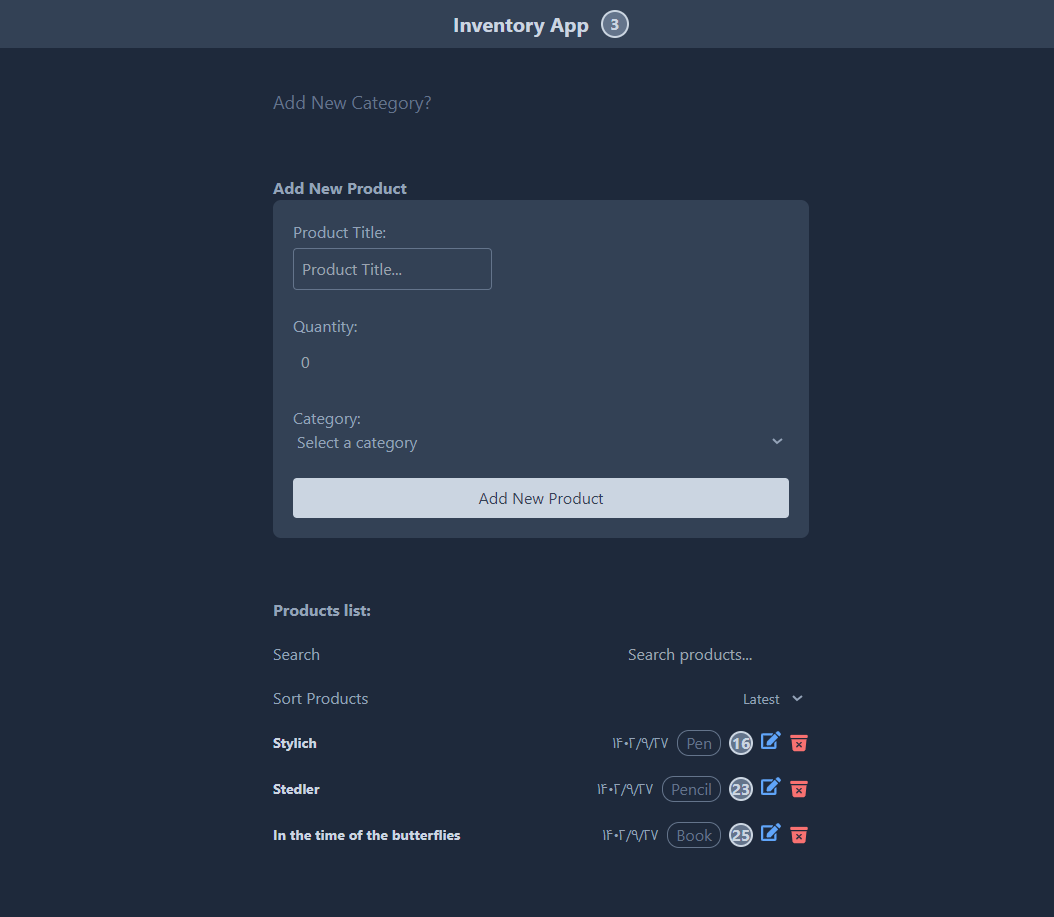 Inventory App 3
Add New Category?
Add New Product
Product Title:
Product Title...
Quantity:
0
Category:
Select a category
Add New Product
Products list:
Search Search products...
Sort Products Latest
Stylich ۱۴۰۲/۹/۲۷ Pen 16
Stedler ۱۴۰۲/۹/۲۷ Pencil 23
In the time of the butterflies ۱۴۰۲/۹/۲۷ Book 25